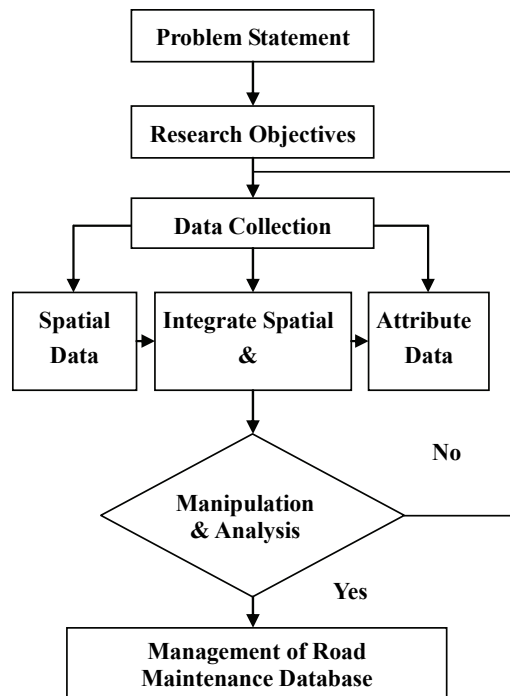 Problem Statement
Research Objectives
Data Collection
Spatial
Data
Integrate Spatial
&
Attribute
Data
No
Manipulation
& Analysis
Yes
Management of Road
Maintenance Database